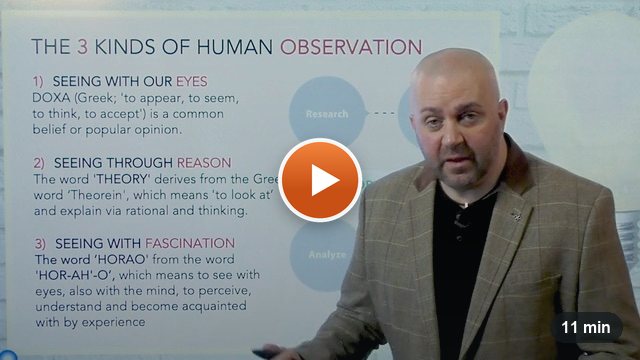 THE 3 KINDS OF HUMAN OBSERVATION
1) SEEING WITH OUR EYES
DOXA (Greek; 'to appear, to seem,
to think, to accept') is a common
belief or popular opinion.
Research
2) SEEING THROUGH REASON
The word 'THEORY' derives from the
word 'Theorein', which means 'to look at'
and explain via rational and thinking.
3) SEEING WITH FASCINATION
The word 'HORAO' from the word
'HOR-AH'-O', which means to see with
eyes, also with the mind, to perceive,
understand and become acquainted
with by experience
Analyze
11 min